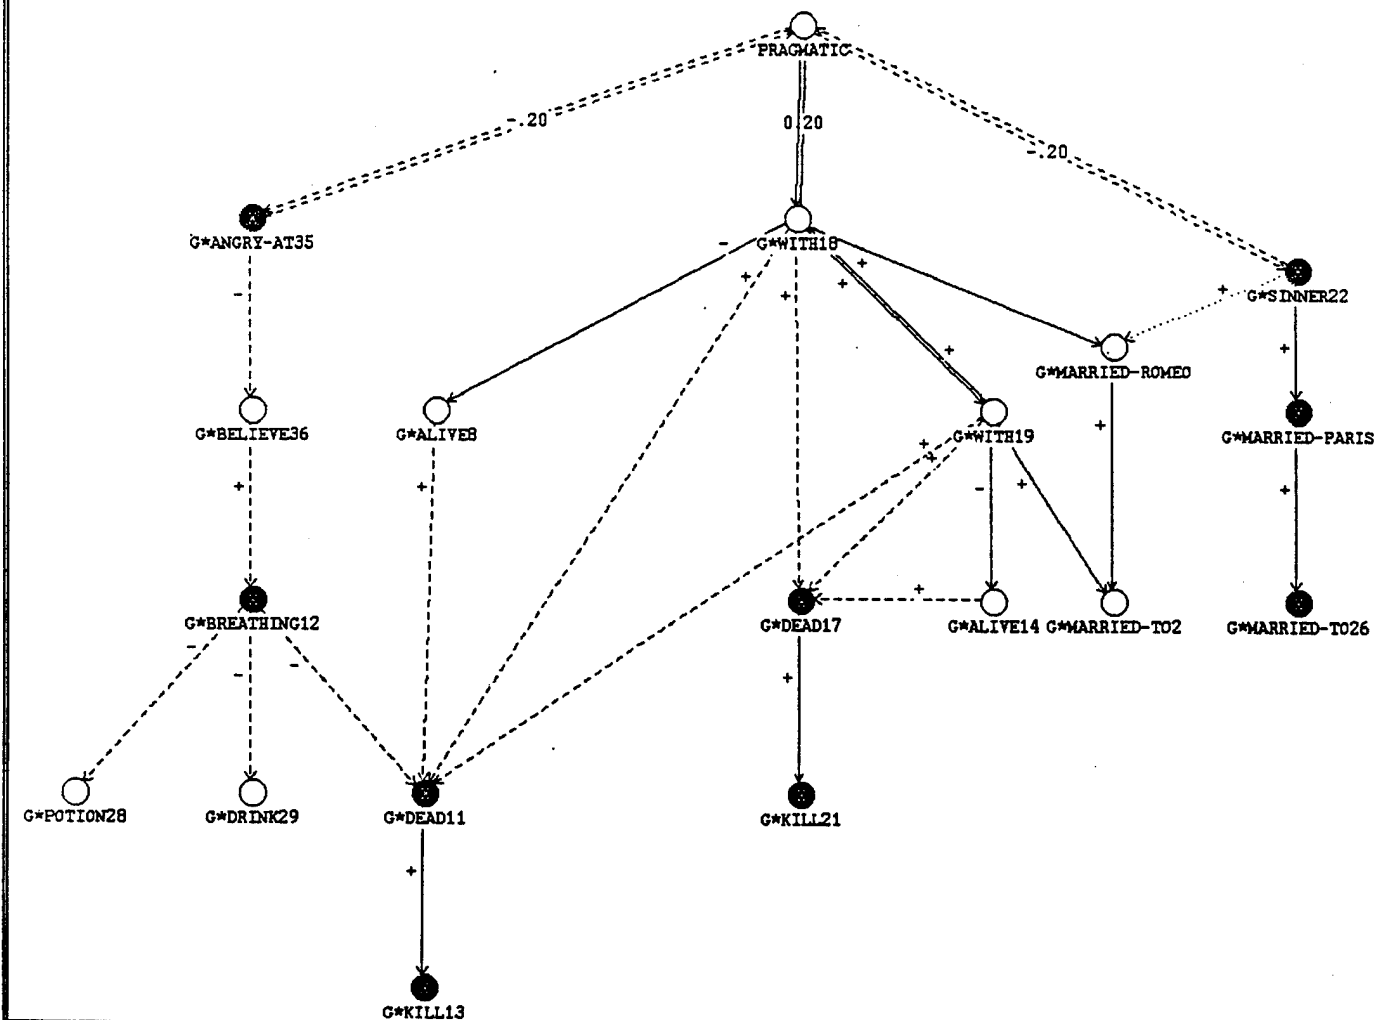 PRAGMATIC
-.20
0.20
-.20
G*ANGRY-AT35
G*WITH18
G*SINNER22
-
-
+
+
+
+
+
+
+
G*MARRIED-ROMEO
G*BELIEVE36
G*ALIVE8
G*WITH19
G*MARRIED-PARIS
+
+
+
+
-
+
+
+
+
G*BREATHING12
G*DEAD17
G*ALIVE14
G*MARRIED-TO2
G*MARRIED-TO26
-
-
-
+
G*POTION28
G*DRINK29
G*DEAD11
G*KILL21
+
G*KILL13